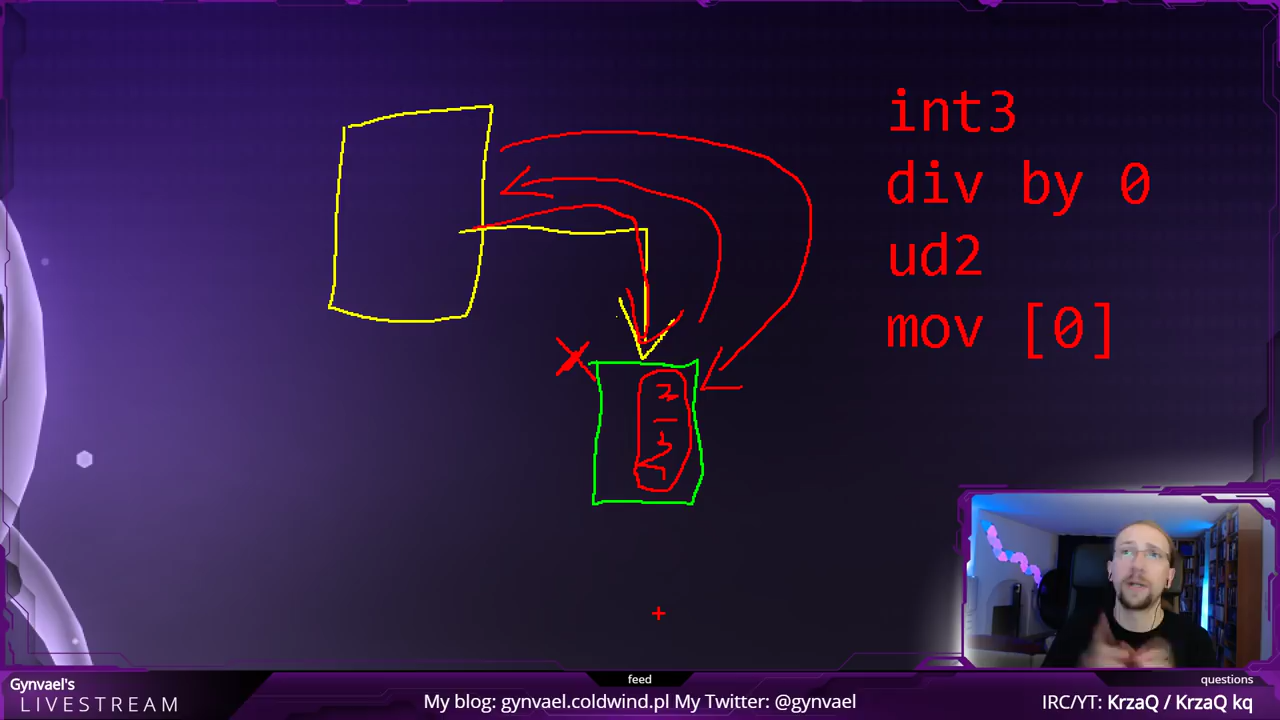 int3
div by 0
ud2
mov [0]
Gynvael's
LIVESTREAM
feed
My blog: gynvael.coldwind.pl My Twitter: @gynvael
questions
IRC/YT: KrzaQ / KrzaQ kq